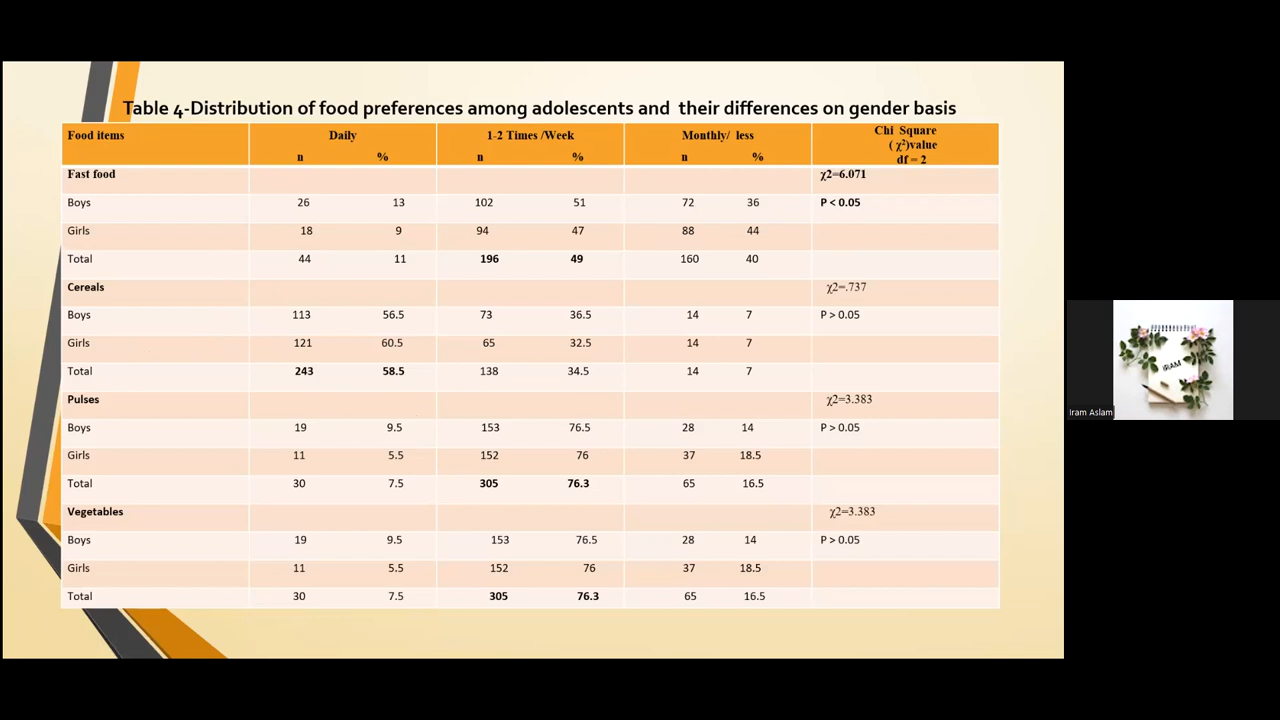 Table 4-Distribution of food preferences among adolescents and their differences on gender basis
Food items Daily 1-2 Times /Week Monthly/ less Chi Square
( χ²)value
n % n % n % df = 2
Fast food χ2=6.071
Boys 26 13 102 51 72 36 P < 0.05
Girls 18 9 94 47 88 44
Total 44 11 196 49 160 40
Cereals χ2=.737
Boys 113 56.5 73 36.5 14 7 P > 0.05
Girls 121 60.5 65 32.5 14 7
Total 243 58.5 138 34.5 14 7
Pulses χ2=3.383
Boys 19 9.5 153 76.5 28 14 P > 0.05
Girls 11 5.5 152 76 37 18.5
Total 30 7.5 305 76.3 65 16.5
Vegetables χ2=3.383
Boys 19 9.5 153 76.5 28 14 P > 0.05
Girls 11 5.5 152 76 37 18.5
Total 30 7.5 305 76.3 65 16.5
IRAM
Iram Aslam